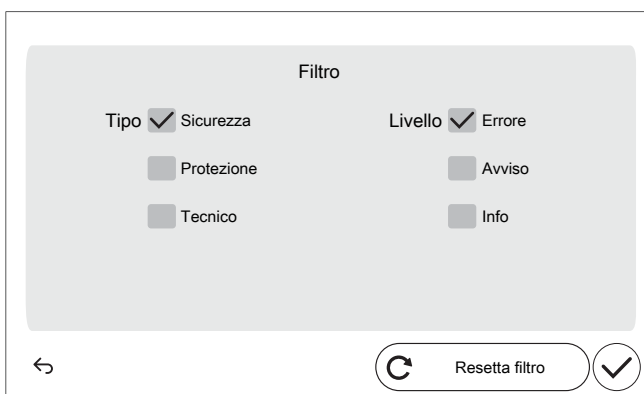 Filtro
Tipo Sicurezza Livello Errore
Protezione Avviso
Tecnico Info
Resetta filtro